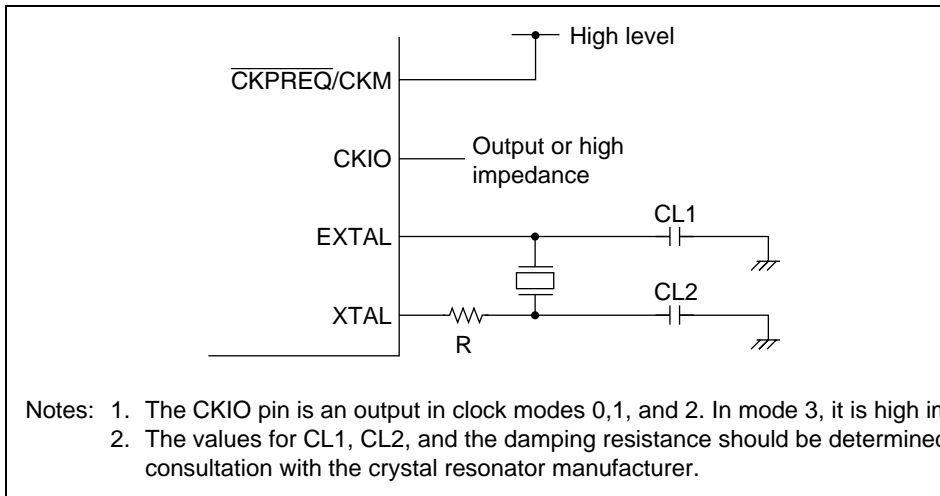 High level
CKPREQ/CKM
CKIO
Output or high
impedance
EXTAL
CL1
XTAL
R
CL2
Notes: 1. The CKIO pin is an output in clock modes 0,1, and 2. In mode 3, it is high
2. The values for CL1, CL2, and the damping resistance should be determined
consultation with the crystal resonator manufacturer.